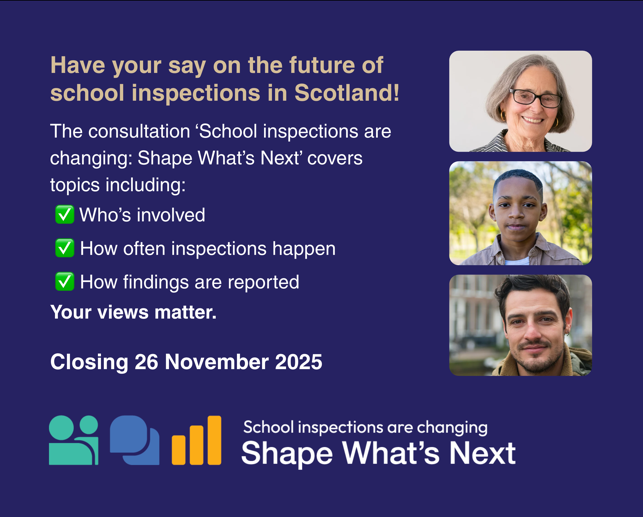 Have your say on the future of
school inspections in Scotland!
The consultation ‘School inspections are
changing: Shape What’s Next’ covers
topics including:
✅ Who’s involved
✅ How often inspections happen
✅ How findings are reported
Your views matter.
Closing 26 November 2025
School inspections are changing
Shape What’s Next